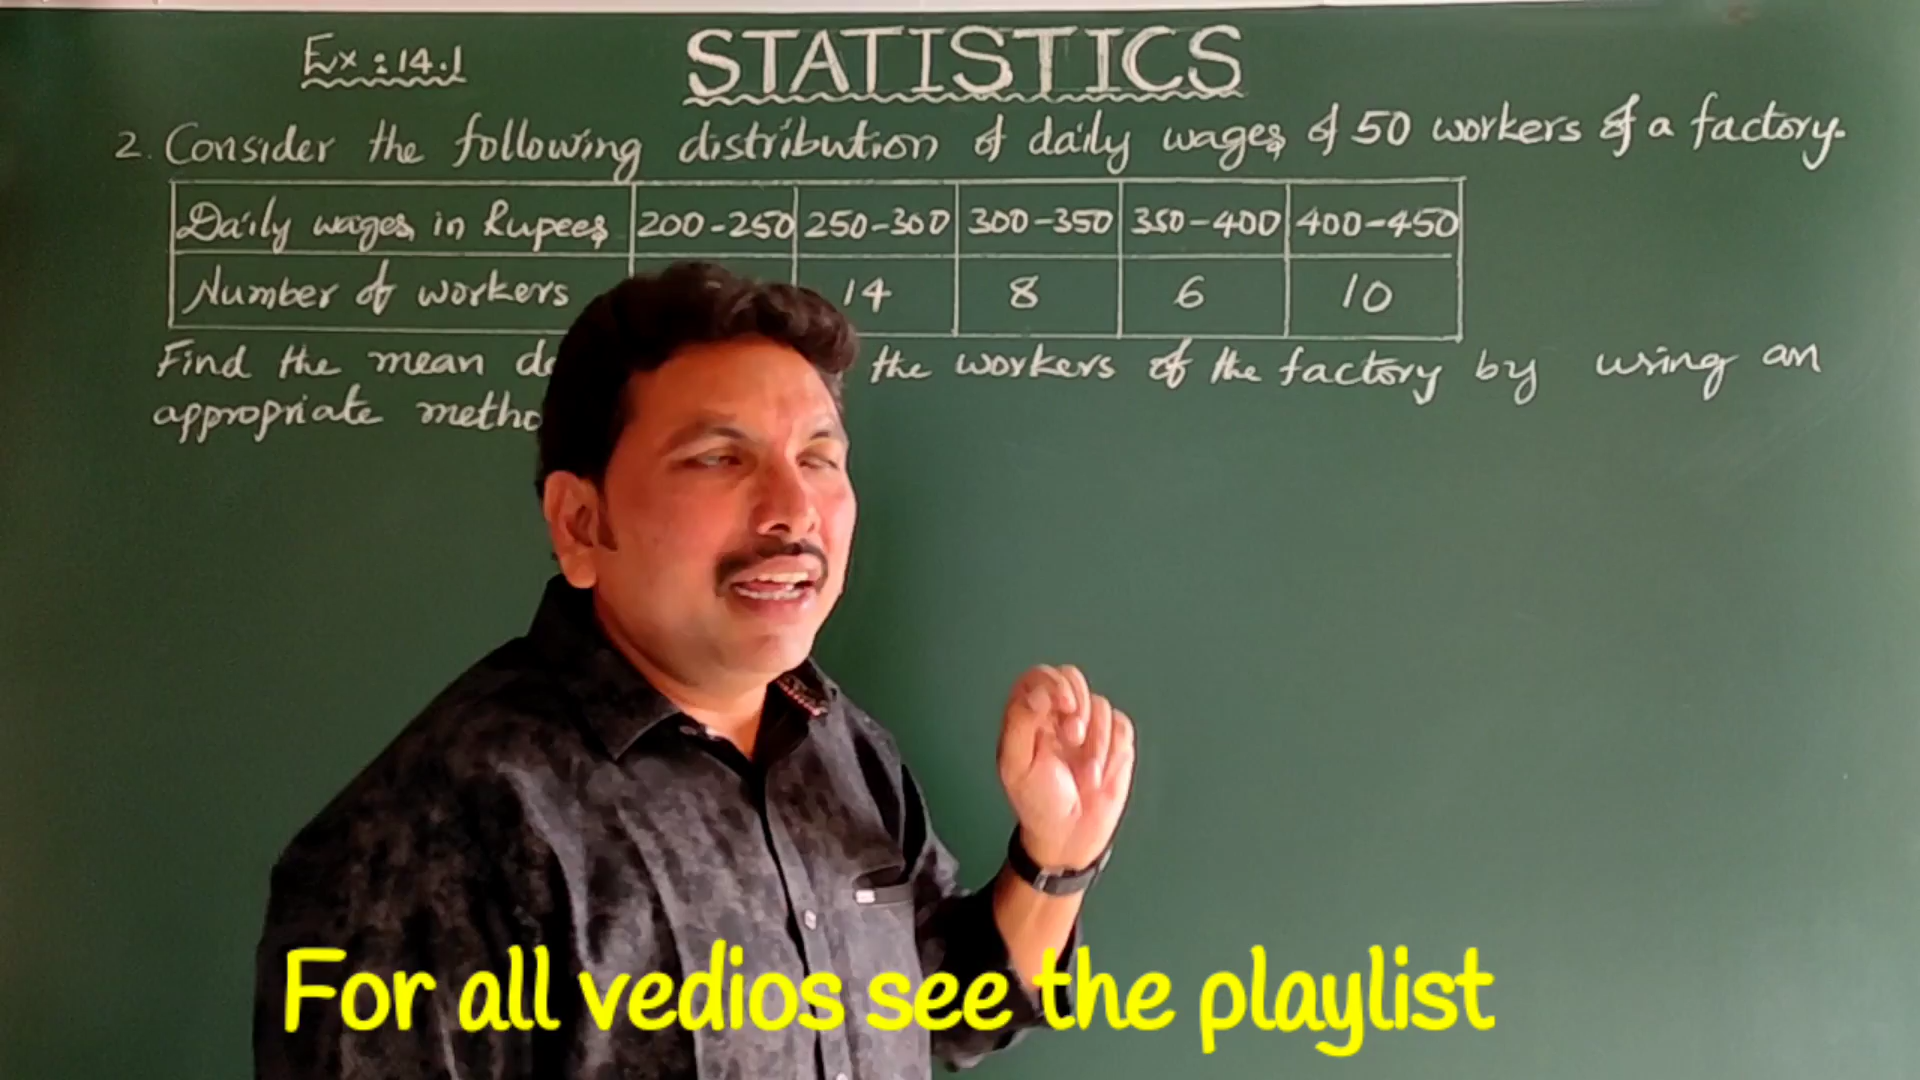 Ex : 14.1
STATISTICS
2. Consider the following distribution of daily wages of 50 workers of a factory.
Daily wages in Rupees 200-250 250-300 300-350 350-400 400-450
Number of workers 14 8 6 10
Find the mean the workers of the factory by using an
appropriate
For all vedios see the playlist